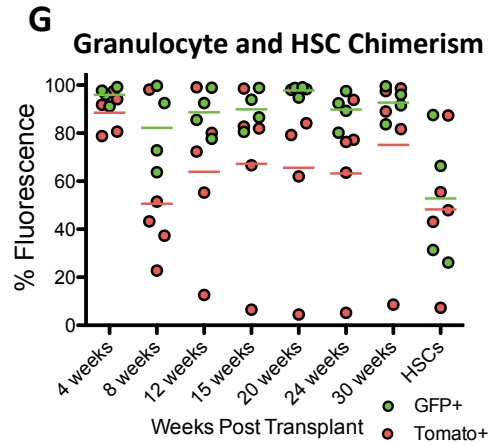 G
Granulocyte and HSC Chimerism
% Fluorescence
100
80
60
40
20
0
4 weeks
8 weeks
12 weeks
15 weeks
20 weeks
24 weeks
30 weeks
HSCs
Weeks Post Transplant
GFP+
Tomato+